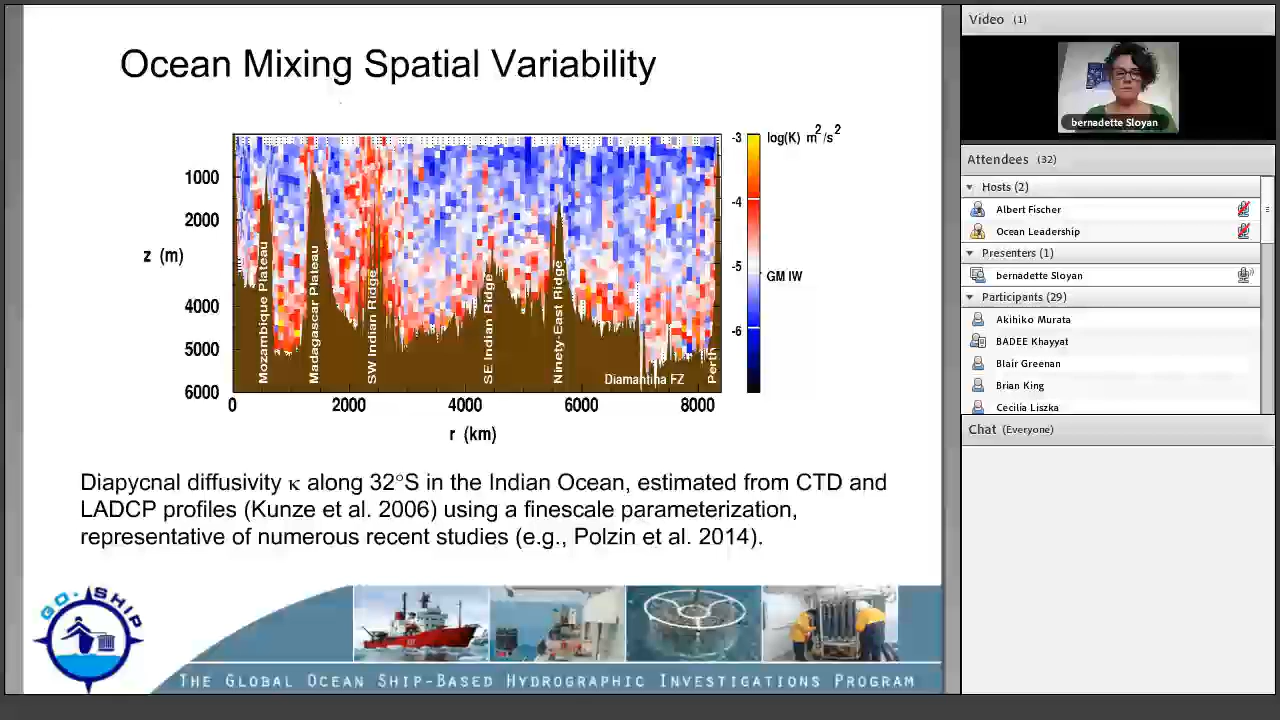 Ocean Mixing Spatial Variability
-3
log(K) m²/s²
1000
-4
2000
z (m)
-5
GM IW
4000
-6
5000
6000
Mozambique Plateau
Madagascar Plateau
SW Indian Ridge
SE Indian Ridge
Ninety-East Ridge
Diamantina FZ
Perth
0
2000
4000
6000
8000
r (km)
Diapycnal diffusivity κ along 32°S in the Indian Ocean, estimated from CTD and
LADCP profiles (Kunze et al. 2006) using a finescale parameterization,
representative of numerous recent studies (e.g., Polzin et al. 2014).
GO-SHIP
THE GLOBAL OCEAN SHIP-BASED HYDROGRAPHIC INVESTIGATIONS PROGRAM
Video (1)
bernadette Sloyan
Attendees (32)
Hosts (2)
Albert Fischer
Ocean Leadership
Presenters (1)
bernadette Sloyan
Participants (29)
Akihiko Murata
BADEE Khayyat
Blair Greenan
Brian King
Cecilia Liszka
Chat (Everyone)